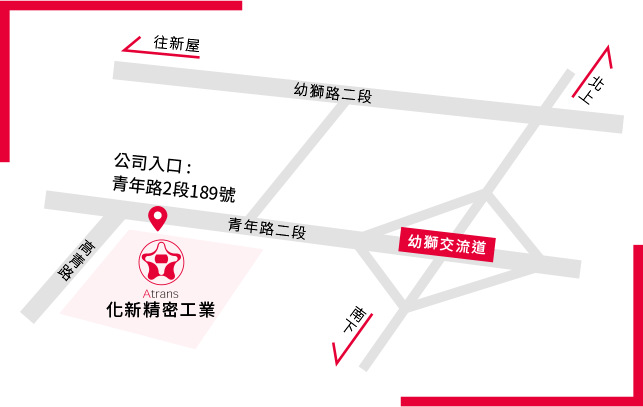 往新屋
北上
幼獅路二段
公司入口 :
青年路2段189號
青年路二段
幼獅交流道
高青路
Atrans
化新精密工業
南下